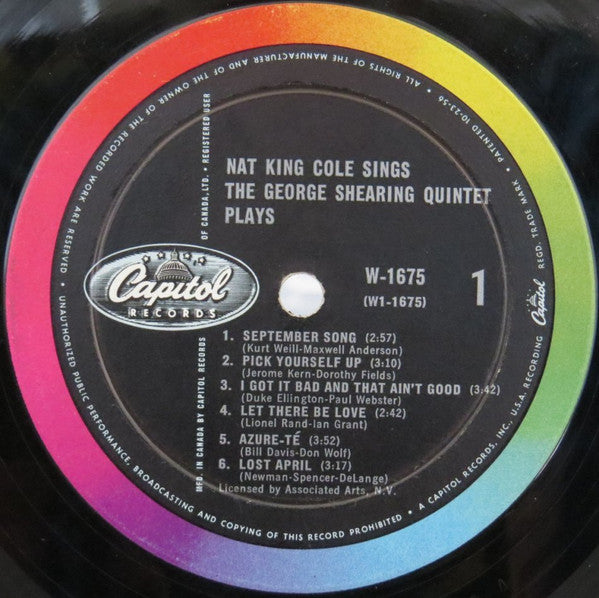 NAT KING COLE SINGS
THE GEORGE SHEARING QUINTET
PLAYS
Capitol
RECORDS
W-1675
(W1-1675)
1
1. SEPTEMBER SONG (2:57)
(Kurt Weill-Maxwell Anderson)
2. PICK YOURSELF UP (3:10)
(Jerome Kern-Dorothy Fields)
3. I GOT IT BAD AND THAT AIN'T GOOD (3:42)
(Duke Ellington-Paul Webster)
4. LET THERE BE LOVE (2:42)
(Lionel Rand-Ian Grant)
5. AZURE-TÉ (3:52)
(Bill Davis-Don Wolf)
6. LOST APRIL (3:17)
(Newman-Spencer-DeLange)
Licensed by Associated Arts, N.V.
MFD. IN CANADA BY CAPITOL RECORDS OF CANADA, LTD. • REGISTERED USER
ALL RIGHTS OF THE MANUFACTURER AND OF THE OWNER OF THE RECORDED WORK ARE RESERVED • UNAUTHORIZED PUBLIC PERFORMANCE, BROADCASTING AND COPYING OF THIS RECORD PROHIBITED • A CAPITOL RECORDS, INC., U.S.A. RECORDING
Capitol REGD. TRADE MARK • PATENTED 10-23-56 •